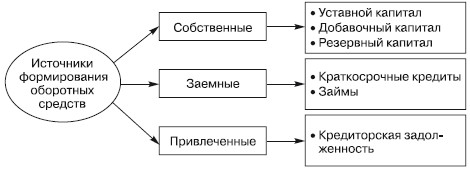 Источники
формирования
оборотных
средств
Собственные
• Уставной капитал
• Добавочный капитал
• Резервный капитал
Заемные
• Краткосрочные кредиты
• Займы
Привлеченные
• Кредиторская задол-
женность